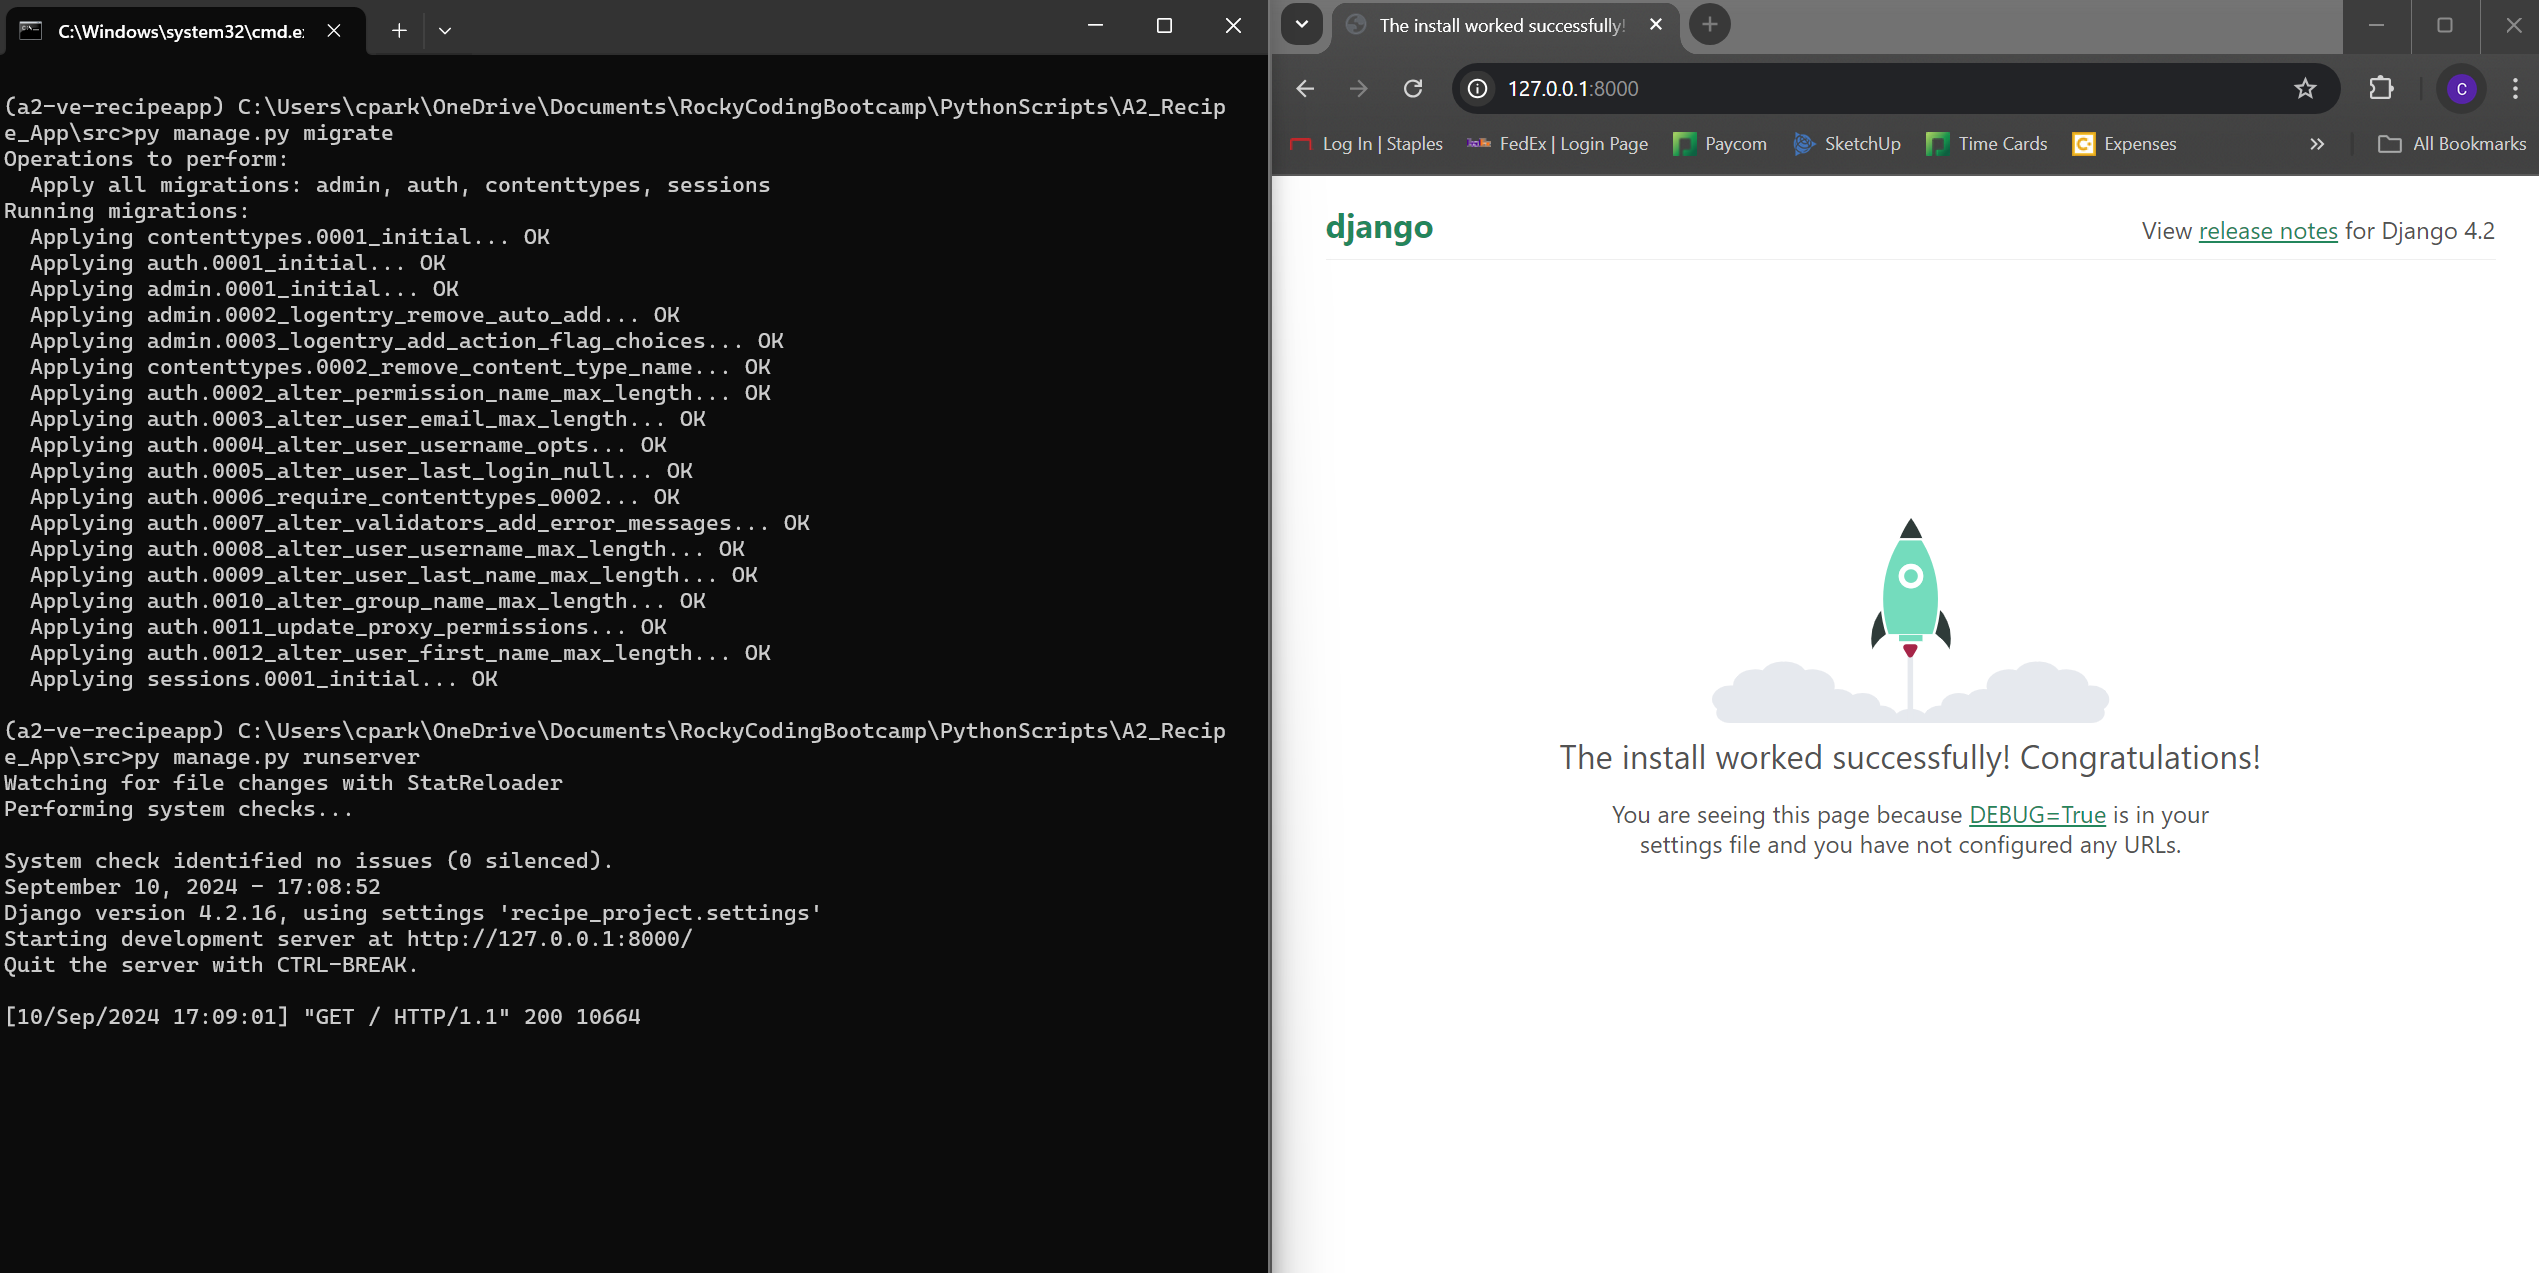 C:\Windows\system32\cmd.e
(a2-ve-recipeapp) C:\Users\cpark\OneDrive\Documents\RockyCodingBootcamp\PythonScripts\A2_Recip
e_App\src>py manage.py migrate
Operations to perform:
  Apply all migrations: admin, auth, contenttypes, sessions
Running migrations:
  Applying contenttypes.0001_initial... OK
  Applying auth.0001_initial... OK
  Applying admin.0001_initial... OK
  Applying admin.0002_logentry_remove_auto_add... OK
  Applying admin.0003_logentry_add_action_flag_choices... OK
  Applying contenttypes.0002_remove_content_type_name... OK
  Applying auth.0002_alter_permission_name_max_length... OK
  Applying auth.0003_alter_user_email_max_length... OK
  Applying auth.0004_alter_user_username_opts... OK
  Applying auth.0005_alter_user_last_login_null... OK
  Applying auth.0006_require_contenttypes_0002... OK
  Applying auth.0007_alter_validators_add_error_messages... OK
  Applying auth.0008_alter_user_username_max_length... OK
  Applying auth.0009_alter_user_last_name_max_length... OK
  Applying auth.0010_alter_group_name_max_length... OK
  Applying auth.0011_update_proxy_permissions... OK
  Applying auth.0012_alter_user_first_name_max_length... OK
  Applying sessions.0001_initial... OK
(a2-ve-recipeapp) C:\Users\cpark\OneDrive\Documents\RockyCodingBootcamp\PythonScripts\A2_Recip
e_App\src>py manage.py runserver
Watching for file changes with StatReloader
Performing system checks...
System check identified no issues (0 silenced).
September 10, 2024 - 17:08:52
Django version 4.2.16, using settings 'recipe_project.settings'
Starting development server at http://127.0.0.1:8000/
Quit the server with CTRL-BREAK.
[10/Sep/2024 17:09:01] "GET / HTTP/1.1" 200 10664
The install worked successfully!
127.0.0.1:8000
C
Log In | Staples
FedEx | Login Page
Paycom
SketchUp
Time Cards
Expenses
All Bookmarks
django
View release notes for Django 4.2
The install worked successfully! Congratulations!
You are seeing this page because DEBUG=True is in your
settings file and you have not configured any URLs.